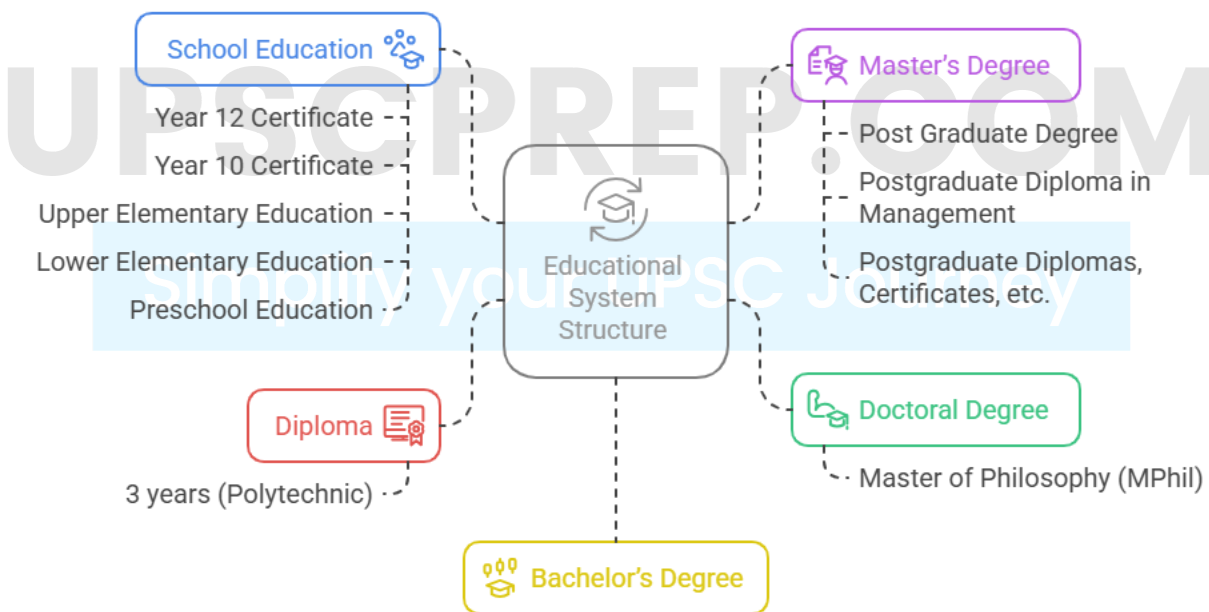 UPSCPREP.COM
Simplify your UPSC Journey
School Education
Year 12 Certificate
Year 10 Certificate
Upper Elementary Education
Lower Elementary Education
Preschool Education
Diploma
3 years (Polytechnic)
Educational
System
Structure
Master's Degree
Post Graduate Degree
Postgraduate Diploma in
Management
Postgraduate Diplomas,
Certificates, etc.
Doctoral Degree
Master of Philosophy (MPhil)
Bachelor's Degree